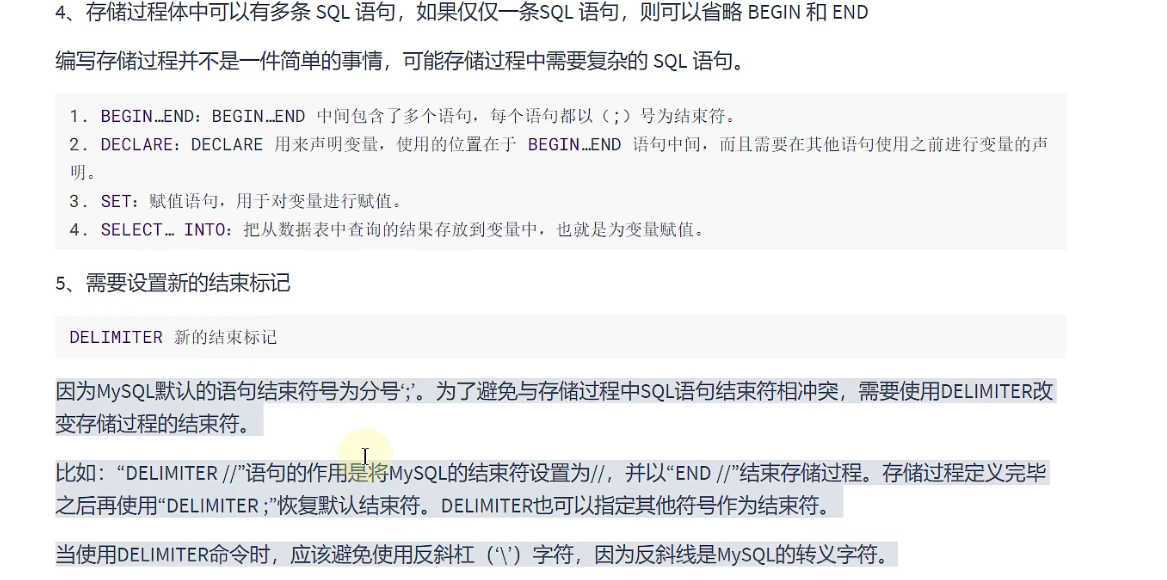 4、存储过程体中可以有多条 SQL 语句，如果仅仅一条SQL 语句，则可以省略 BEGIN 和 END
编写存储过程并不是一件简单的事情，可能存储过程中需要复杂的 SQL 语句。
1. BEGIN…END：BEGIN…END 中间包含了多个语句，每个语句都以（;）号为结束符。
2. DECLARE：DECLARE 用来声明变量，使用的位置在于 BEGIN…END 语句中间，而且需要在其他语句使用之前进行变量的声
明。
3. SET：赋值语句，用于对变量进行赋值。
4. SELECT… INTO：把从数据表中查询的结果存放到变量中，也就是为变量赋值。
5、需要设置新的结束标记
DELIMITER 新的结束标记
因为MySQL默认的语句结束符号为分号‘;’。为了避免与存储过程中SQL语句结束符相冲突，需要使用DELIMITER改
变存储过程的结束符。
比如：“DELIMITER //”语句的作用是将MySQL的结束符设置为//，并以“END //”结束存储过程。存储过程定义完毕
之后再使用“DELIMITER ;”恢复默认结束符。DELIMITER也可以指定其他符号作为结束符。
当使用DELIMITER命令时，应该避免使用反斜杠（‘\’）字符，因为反斜线是MySQL的转义字符。